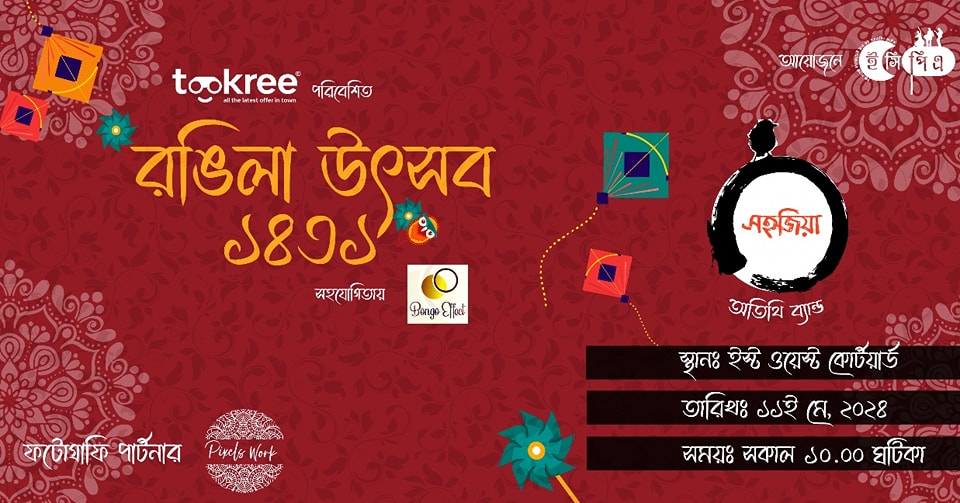 tookree
all the latest offer in town
পরিবেশিত
আয়োজনে
ই সি পি এ
রঙিলা উৎসব
১৪৩১
সহযোগিতায়
Bongo Effect
সহজিয়া
অতিথি ব্যান্ড
স্থানঃ ইস্ট ওয়েস্ট কোর্টইয়ার্ড
তারিখঃ ১১ই মে, ২০২৪
সময়ঃ সকাল ১০.০০ ঘটিকা
ফটোগ্রাফি পার্টনার
Pixels Work